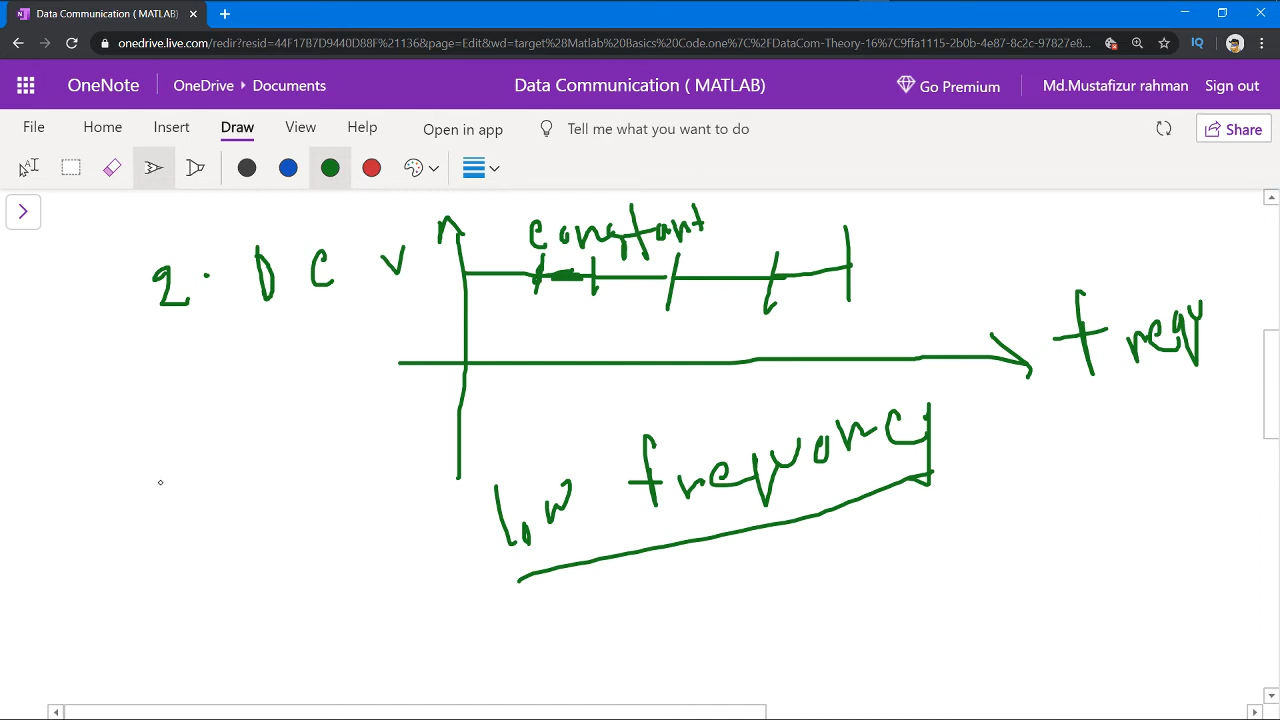 Data Communication (MATLAB)
onedrive.live.com/redir?resid=44F17B7D9440D88F%21136&page=Edit&wd=target%28Matlab%20Basics%20Code.one%7C%2FDataCom-Theory-16%7C9ffa1115-2b0b-4e87-8c2c-97827e8...
IQ
OneNote OneDrive Documents Data Communication ( MATLAB) Go Premium Md.Mustafizur rahman Sign out
File Home Insert Draw View Help Open in app Tell me what you want to do Share
constant
2. DC V
freq
low frequency